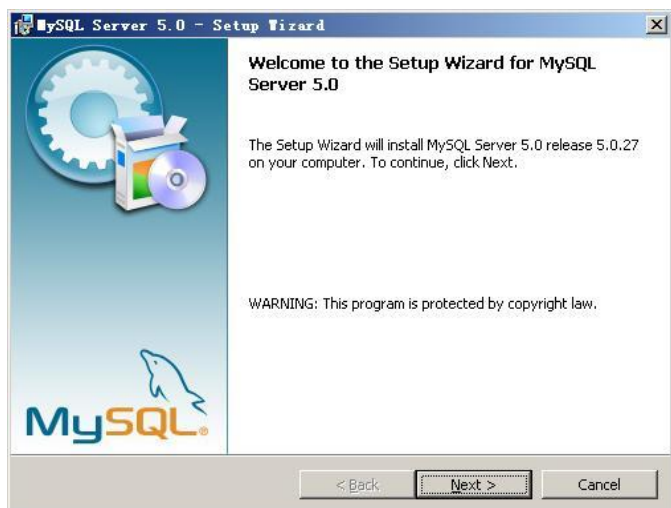 MySQL Server 5.0 - Setup Wizard
Welcome to the Setup Wizard for MySQL
Server 5.0
The Setup Wizard will install MySQL Server 5.0 release 5.0.27
on your computer. To continue, click Next.
WARNING: This program is protected by copyright law.
MySQL.
< Back
Next >
Cancel